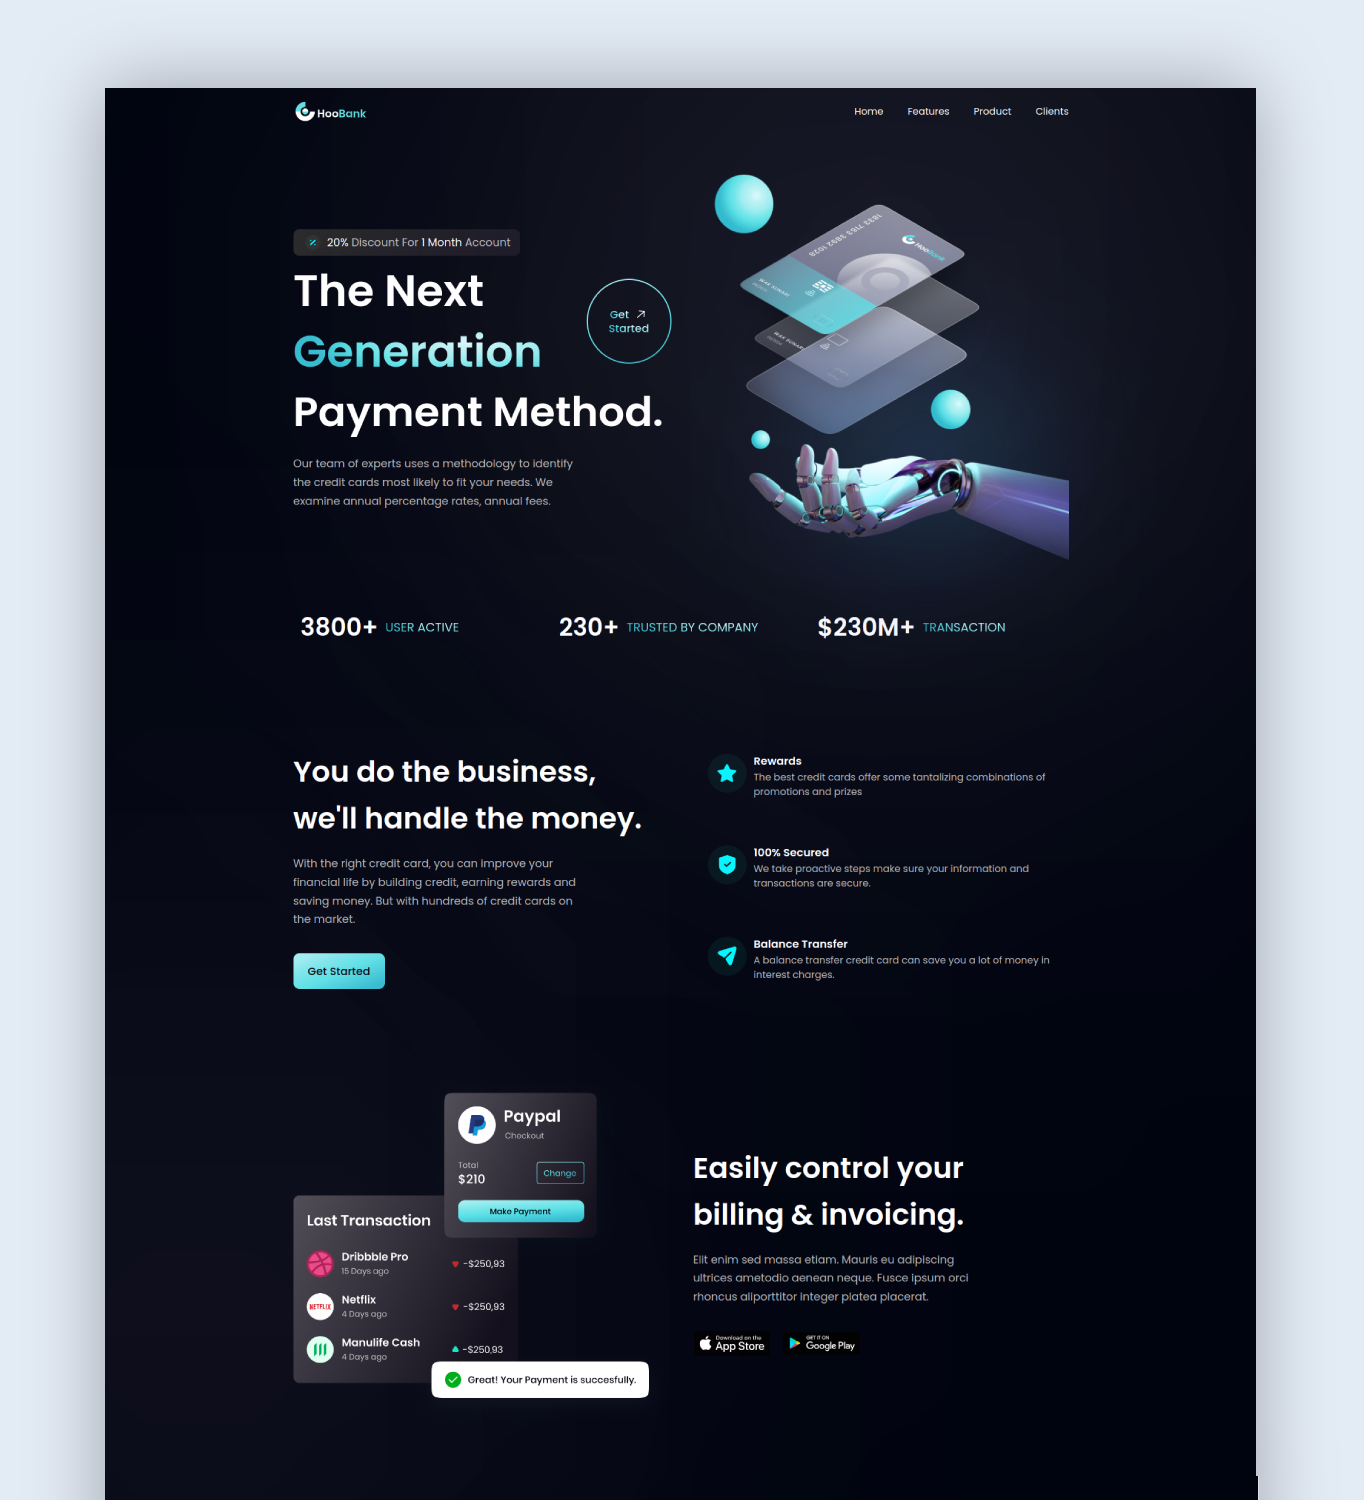 HooBank
Home Features Product Clients
20% Discount For 1 Month Account
The Next
Generation
Payment Method.
Get
Started
1833 7163 3892 1028
HooBank
Our team of experts uses a methodology to identify
the credit cards most likely to fit your needs. We
examine annual percentage rates, annual fees.
3800+ USER ACTIVE
230+ TRUSTED BY COMPANY
$230M+ TRANSACTION
You do the business,
we'll handle the money.
With the right credit card, you can improve your
financial life by building credit, earning rewards and
saving money. But with hundreds of credit cards on
the market.
Get Started
Rewards
The best credit cards offer some tantalizing combinations of
promotions and prizes
100% Secured
We take proactive steps make sure your information and
transactions are secure.
Balance Transfer
A balance transfer credit card can save you a lot of money in
interest charges.
Paypal
Checkout
Total
$210
Change
Make Payment
Last Transaction
Dribbble Pro
15 Days ago
-$250,93
NETFLIX
Netflix
4 Days ago
-$250,93
Manulife Cash
4 Days ago
-$250,93
Great! Your Payment is succesfully.
Easily control your
billing & invoicing.
Elit enim sed massa etiam. Mauris eu adipiscing
ultrices ametodio aenean neque. Fusce ipsum orci
rhoncus aliporttitor integer platea placerat.
Download on the
App Store
GET IT ON
Google Play